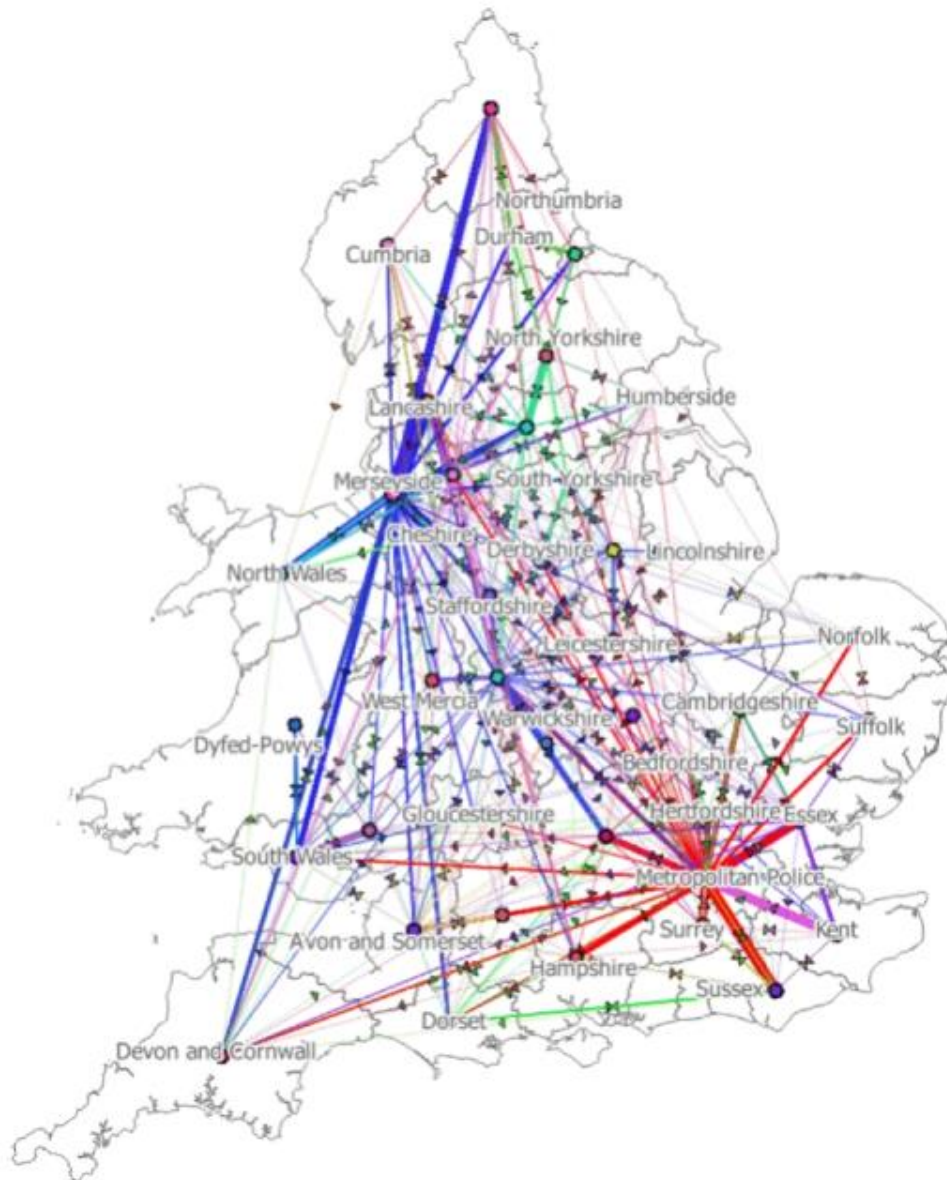 Northumbria
Durham
Cumbria
North Yorkshire
Humberside
Lancashire
Merseyside
South Yorkshire
Cheshire
Derbyshire
Lincolnshire
North Wales
Staffordshire
Norfolk
Leicestershire
West Mercia
Cambridgeshire
Warwickshire
Suffolk
Dyfed-Powys
Bedfordshire
Gloucestershire
Hertfordshire
Essex
South Wales
Metropolitan Police
Avon and Somerset
Surrey
Kent
Hampshire
Sussex
Dorset
Devon and Cornwall